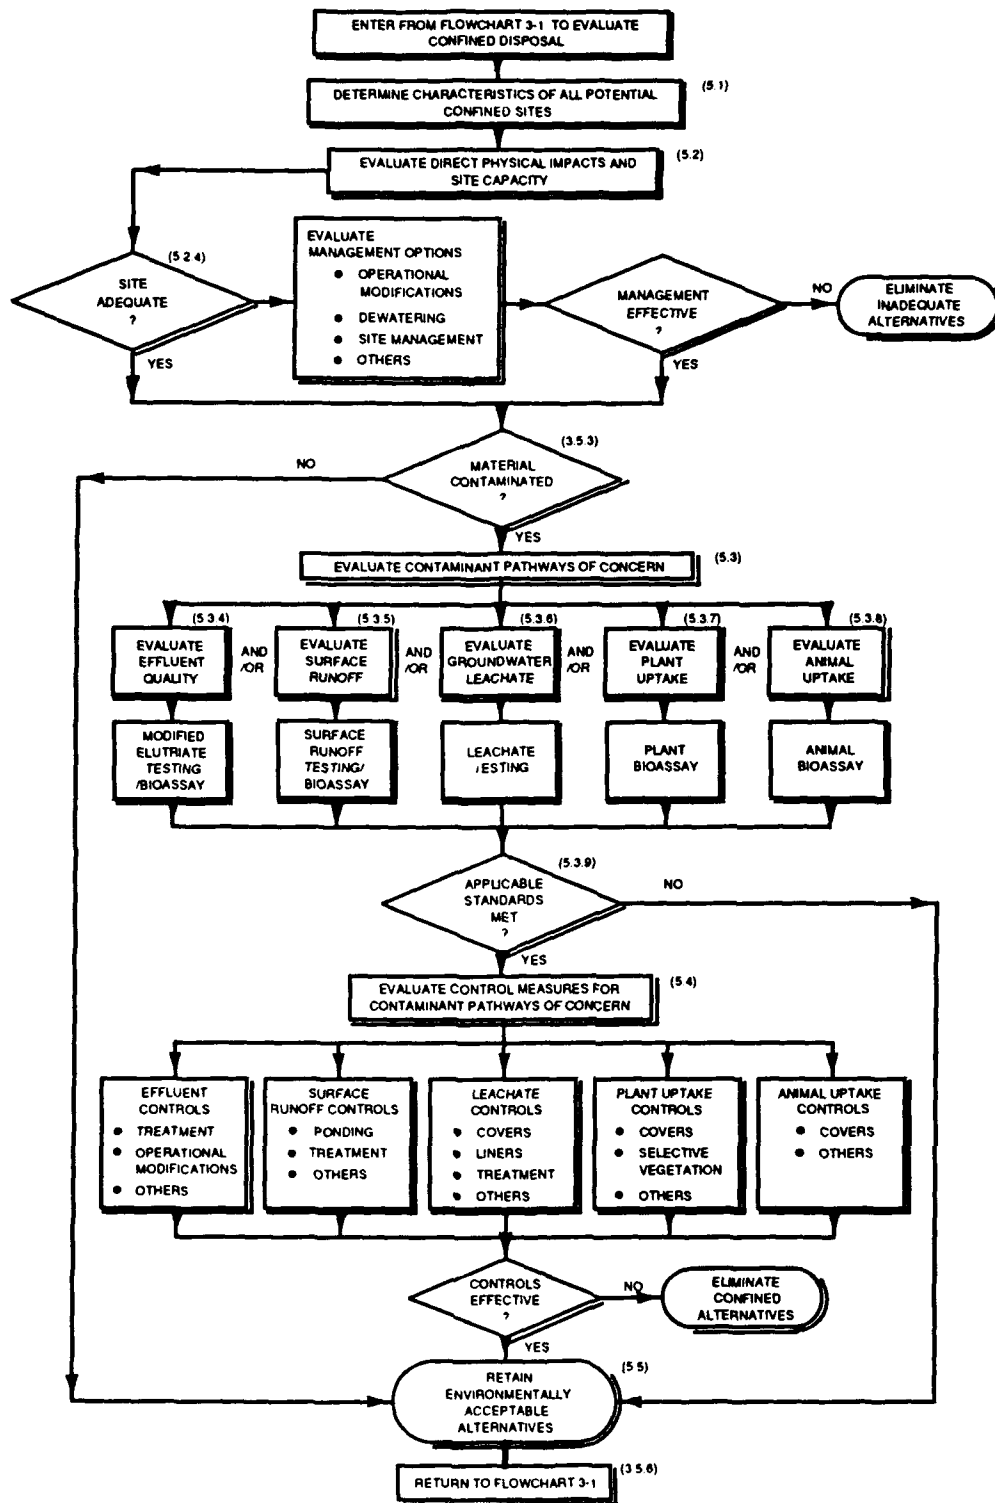 ENTER FROM FLOWCHART 3-1 TO EVALUATE
CONFINED DISPOSAL
DETERMINE CHARACTERISTICS OF ALL POTENTIAL
CONFINED SITES
(5.1)
EVALUATE DIRECT PHYSICAL IMPACTS AND
SITE CAPACITY
(5.2)
SITE
ADEQUATE
?
(5.2.4)
YES
EVALUATE
MANAGEMENT OPTIONS
● OPERATIONAL
MODIFICATIONS
● DEWATERING
● SITE MANAGEMENT
● OTHERS
MANAGEMENT
EFFECTIVE
?
NO
YES
ELIMINATE
INADEQUATE
ALTERNATIVES
MATERIAL
CONTAMINATED
?
(3.5.3)
NO
YES
EVALUATE CONTAMINANT PATHWAYS OF CONCERN
(5.3)
(5.3.4)
EVALUATE
EFFLUENT
QUALITY
AND
/OR
(5.3.5)
EVALUATE
SURFACE
RUNOFF
AND
/OR
(5.3.6)
EVALUATE
GROUNDWATER
LEACHATE
AND
/OR
(5.3.7)
EVALUATE
PLANT
UPTAKE
AND
/OR
(5.3.8)
EVALUATE
ANIMAL
UPTAKE
MODIFIED
ELUTRIATE
TESTING
/BIOASSAY
SURFACE
RUNOFF
TESTING/
BIOASSAY
LEACHATE
TESTING
PLANT
BIOASSAY
ANIMAL
BIOASSAY
APPLICABLE
STANDARDS
MET
?
(5.3.9)
NO
YES
EVALUATE CONTROL MEASURES FOR
CONTAMINANT PATHWAYS OF CONCERN
(5.4)
EFFLUENT
CONTROLS
● TREATMENT
● OPERATIONAL
MODIFICATIONS
● OTHERS
SURFACE
RUNOFF CONTROLS
● PONDING
● TREATMENT
● OTHERS
LEACHATE
CONTROLS
● COVERS
● LINERS
● TREATMENT
● OTHERS
PLANT UPTAKE
CONTROLS
● COVERS
● SELECTIVE
VEGETATION
● OTHERS
ANIMAL UPTAKE
CONTROLS
● COVERS
● OTHERS
CONTROLS
EFFECTIVE
?
NO
YES
ELIMINATE
CONFINED
ALTERNATIVES
RETAIN
ENVIRONMENTALLY
ACCEPTABLE
ALTERNATIVES
(5.5)
RETURN TO FLOWCHART 3-1
(3.5.6)